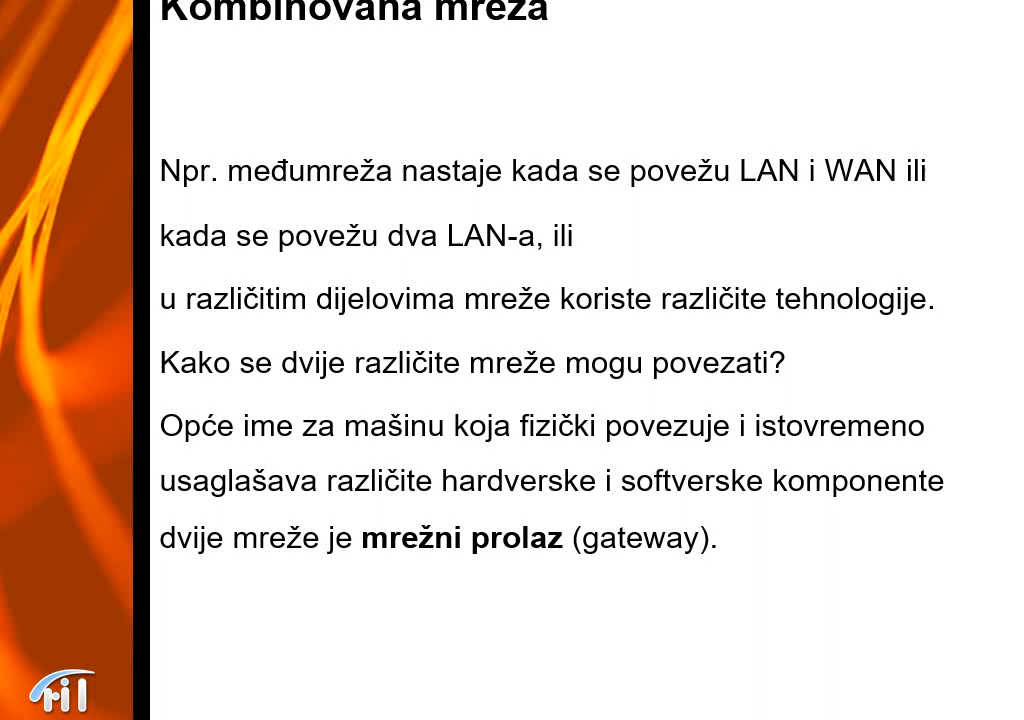 Kombinovana mreža
Npr. međumreža nastaje kada se povežu LAN i WAN ili
kada se povežu dva LAN-a, ili
u različitim dijelovima mreže koriste različite tehnologije.
Kako se dvije različite mreže mogu povezati?
Opće ime za mašinu koja fizički povezuje i istovremeno
usaglašava različite hardverske i softverske komponente
dvije mreže je mrežni prolaz (gateway).
ril